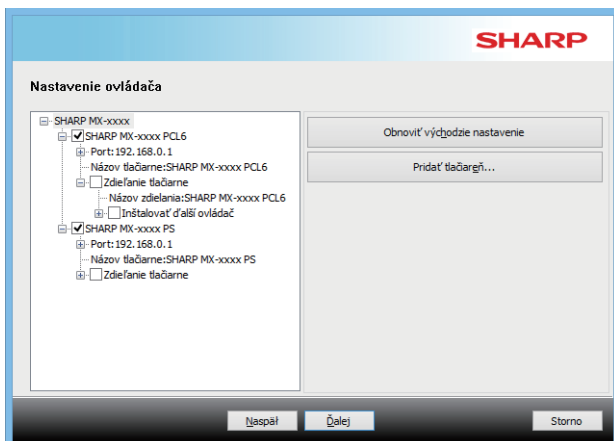 SHARP
Nastavenie ovládača
SHARP MX-xxxx
SHARP MX-xxxx PCL6
Port:192.168.0.1
Názov tlačiarne:SHARP MX-xxxx PCL6
Zdieľanie tlačiarne
Názov zdielania:SHARP MX-xxxx PCL6
Inštalovať ďalší ovládač
SHARP MX-xxxx PS
Port:192.168.0.1
Názov tlačiarne:SHARP MX-xxxx PS
Zdieľanie tlačiarne
Obnoviť východzie nastavenie
Pridať tlačiareň...
Naspäť
Ďalej
Storno